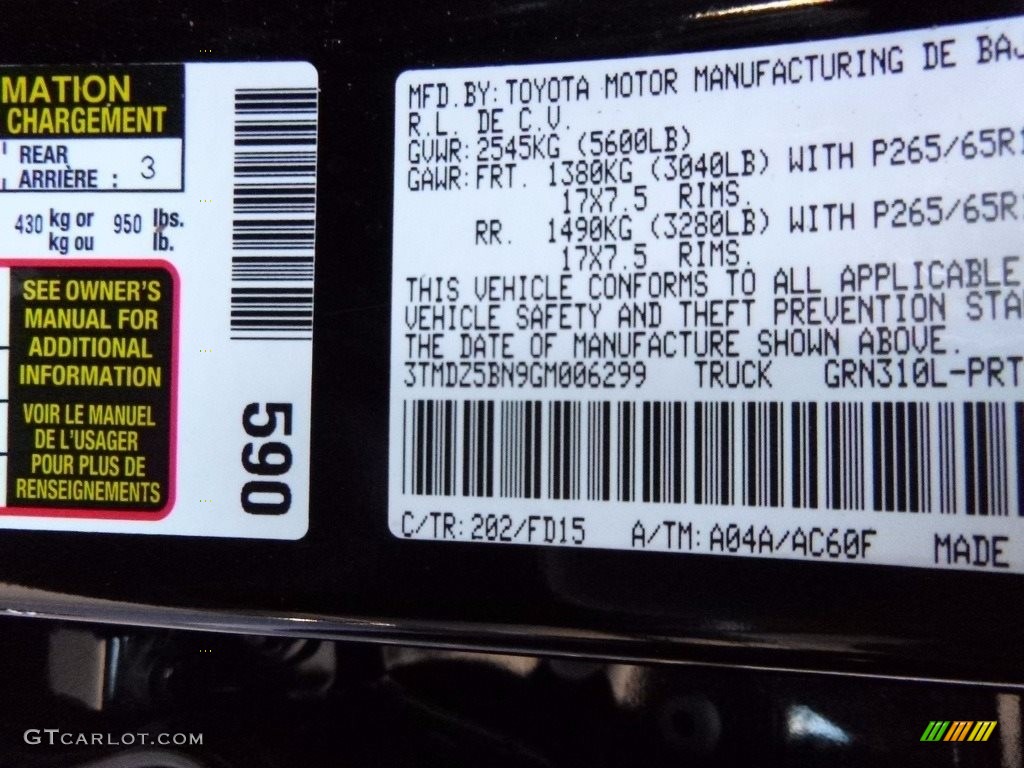 MATION
CHARGEMENT
REAR
ARRIÈRE : 3
430 kg or 950 lbs.
kg ou lb.
SEE OWNER'S
MANUAL FOR
ADDITIONAL
INFORMATION
VOIR LE MANUEL
DE L'USAGER
POUR PLUS DE
RENSEIGNEMENTS
590
MFD.BY:TOYOTA MOTOR MANUFACTURING DE BAJ
R.L. DE C.V.
GVWR:2545KG (5600LB)
GAWR:FRT. 1380KG (3040LB) WITH P265/65R1
17X7.5 RIMS.
RR. 1490KG (3280LB) WITH P265/65R1
17X7.5 RIMS.
THIS VEHICLE CONFORMS TO ALL APPLICABLE
VEHICLE SAFETY AND THEFT PREVENTION STA
THE DATE OF MANUFACTURE SHOWN ABOVE.
3TMDZ5BN9GM006299 TRUCK GRN310L-PRT
C/TR:202/FD15 A/TM:A04A/AC60F MADE
GTCARLOT.COM